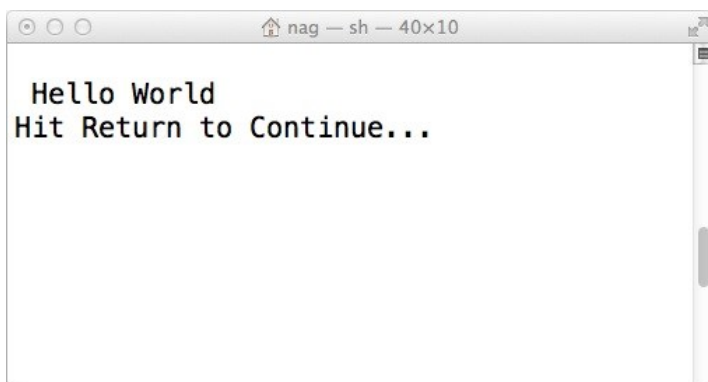 nag — sh — 40×10
Hello World
Hit Return to Continue...